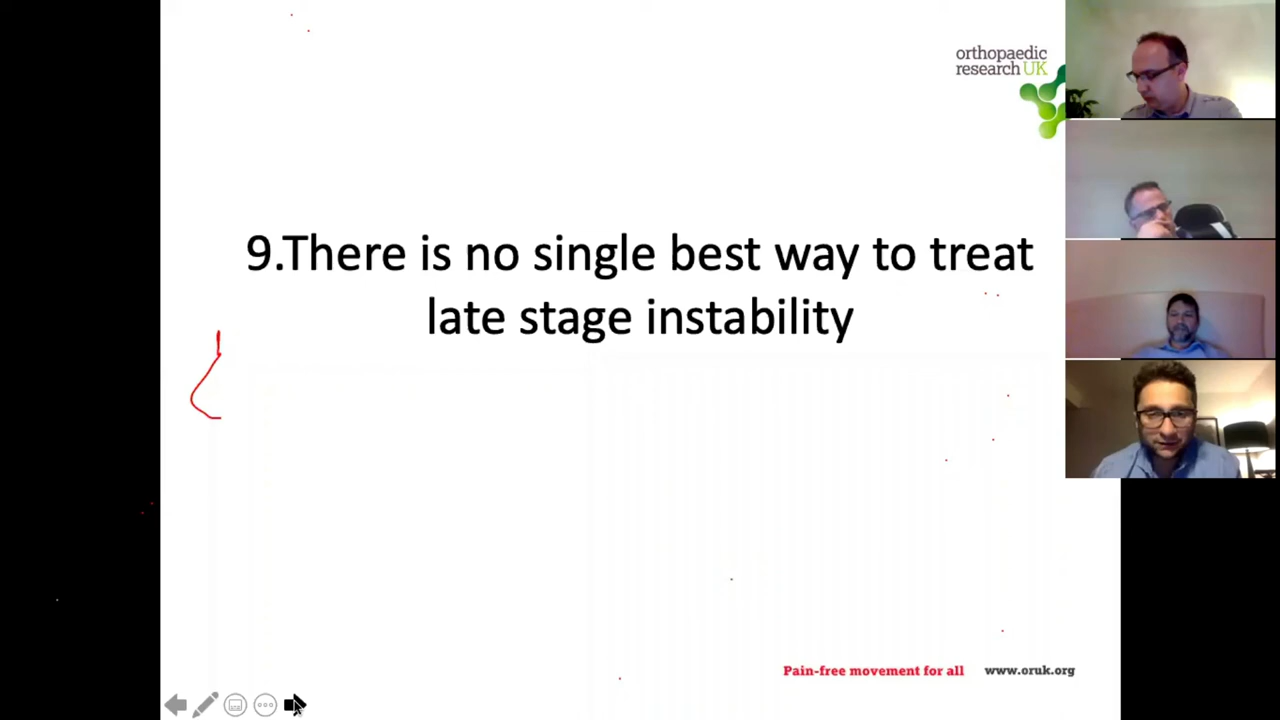 orthopaedic
research UK
9.There is no single best way to treat
late stage instability
Pain-free movement for all www.oruk.org